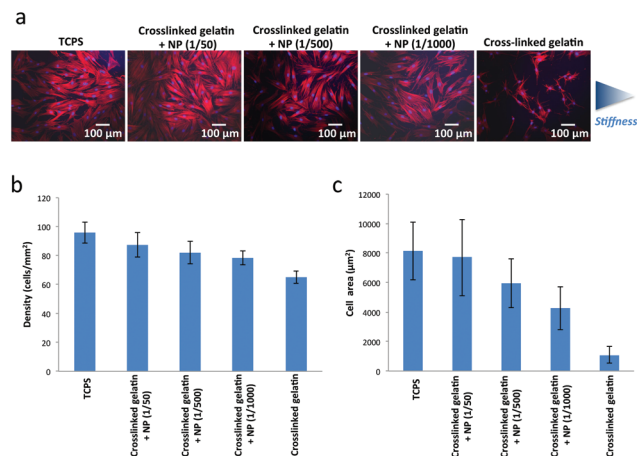 a
TCPS
Crosslinked gelatin
+ NP (1/50)
Crosslinked gelatin
+ NP (1/500)
Crosslinked gelatin
+ NP (1/1000)
Cross-linked gelatin
100 µm
100 µm
100 µm
100 µm
100 µm
Stiffness
b
Density (cells/mm²)
120
100
80
60
40
20
0
TCPS
Crosslinked gelatin
+ NP (1/50)
Crosslinked gelatin
+ NP (1/500)
Crosslinked gelatin
+ NP (1/1000)
Crosslinked gelatin
c
Cell area (µm²)
12000
10000
8000
6000
4000
2000
0
TCPS
Crosslinked gelatin
+ NP (1/50)
Crosslinked gelatin
+ NP (1/500)
Crosslinked gelatin
+ NP (1/1000)
Crosslinked gelatin